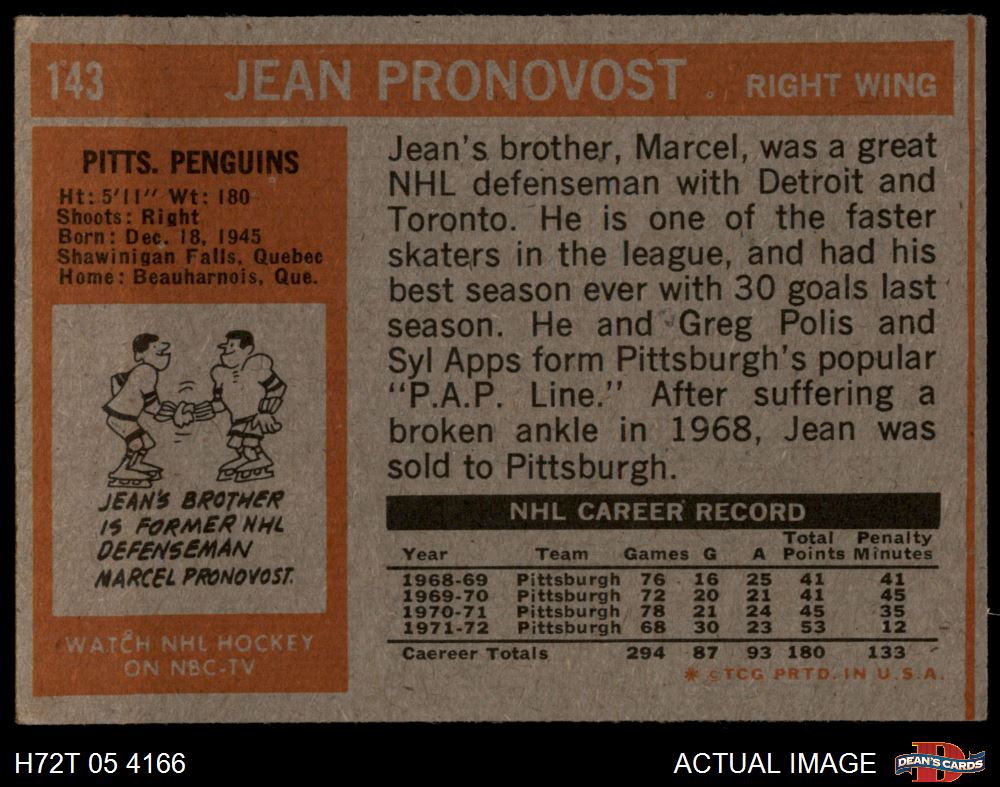 143 JEAN PRONOVOST RIGHT WING
PITTS. PENGUINS
Ht: 5'11" Wt: 180
Shoots: Right
Born: Dec. 18, 1945
Shawinigan Falls, Quebec
Home: Beauharnois, Que.
JEAN'S BROTHER
IS FORMER NHL
DEFENSEMAN
MARCEL PRONOVOST.
WATCH NHL HOCKEY
ON NBC-TV
Jean's brother, Marcel, was a great
NHL defenseman with Detroit and
Toronto. He is one of the faster
skaters in the league, and had his
best season ever with 30 goals last
season. He and Greg Polis and
Syl Apps form Pittsburgh's popular
"P.A.P. Line." After suffering a
broken ankle in 1968, Jean was
sold to Pittsburgh.
NHL CAREER RECORD
Year Team Games G A Total Points Penalty Minutes
1968-69 Pittsburgh 76 16 25 41 41
1969-70 Pittsburgh 72 20 21 41 45
1970-71 Pittsburgh 78 21 24 45 35
1971-72 Pittsburgh 68 30 23 53 12
Caereer Totals 294 87 93 180 133
* © TCG PRTD. IN U.S.A.
H72T 05 4166 ACTUAL IMAGE DEAN'S CARDS